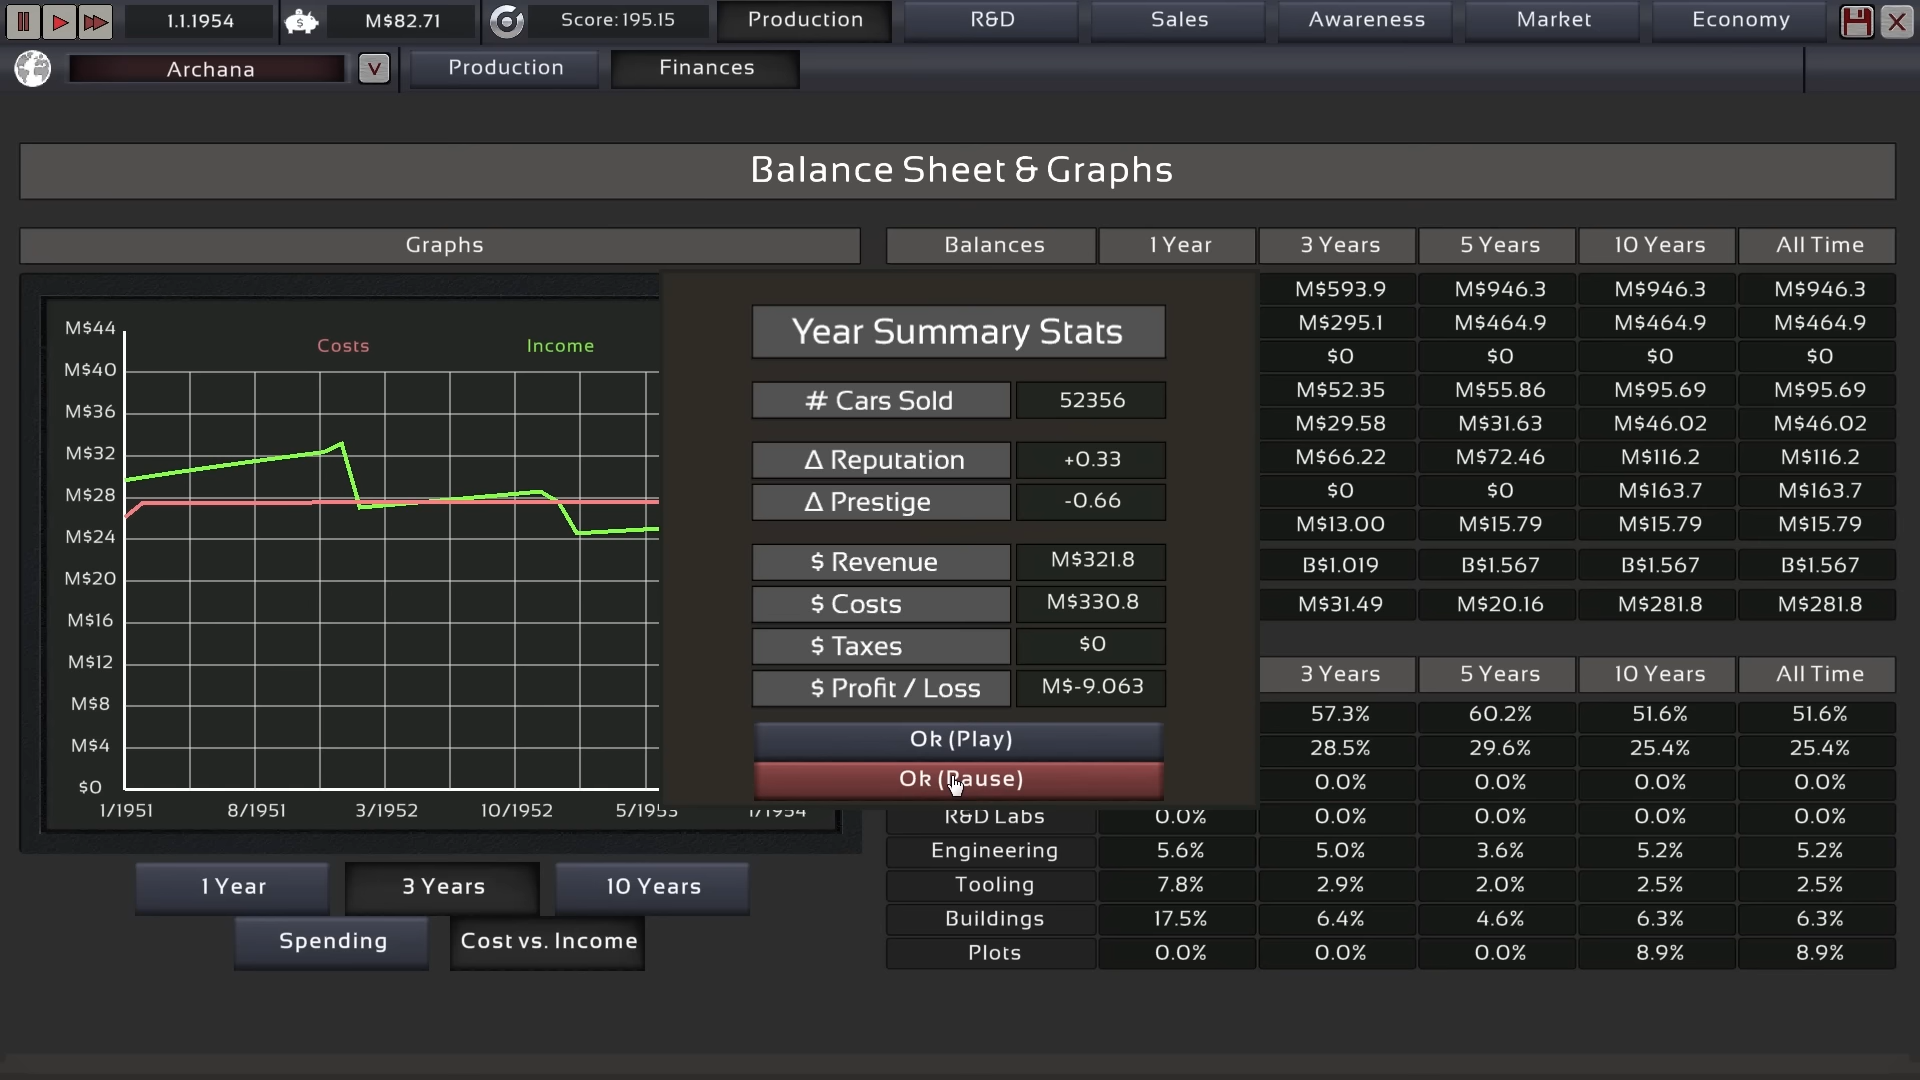 1.1.1954 M$82.71 Score: 195.15 Production R&D Sales Awareness Market Economy
Archana V Production Finances
Balance Sheet & Graphs
Graphs
Balances 1 Year 3 Years 5 Years 10 Years All Time
M$44
M$40
M$36
M$32
M$28
M$24
M$20
M$16
M$12
M$8
M$4
$0
Costs Income
1/1951 8/1951 3/1952 10/1952 5/1953 1/1954
1 Year 3 Years 10 Years
Spending Cost vs. Income
Year Summary Stats
# Cars Sold 52356
Δ Reputation +0.33
Δ Prestige -0.66
$ Revenue M$321.8
$ Costs M$330.8
$ Taxes $0
$ Profit / Loss M$-9.063
Ok (Play)
Ok (Pause)
M$593.9 M$946.3 M$946.3 M$946.3
M$295.1 M$464.9 M$464.9 M$464.9
$0 $0 $0 $0
M$52.35 M$55.86 M$95.69 M$95.69
M$29.58 M$31.63 M$46.02 M$46.02
M$66.22 M$72.46 M$116.2 M$116.2
$0 $0 M$163.7 M$163.7
M$13.00 M$15.79 M$15.79 M$15.79
B$1.019 B$1.567 B$1.567 B$1.567
M$31.49 M$20.16 M$281.8 M$281.8
3 Years 5 Years 10 Years All Time
57.3% 60.2% 51.6% 51.6%
28.5% 29.6% 25.4% 25.4%
0.0% 0.0% 0.0% 0.0%
R&D Labs 0.0% 0.0% 0.0% 0.0% 0.0%
Engineering 5.6% 5.0% 3.6% 5.2% 5.2%
Tooling 7.8% 2.9% 2.0% 2.5% 2.5%
Buildings 17.5% 6.4% 4.6% 6.3% 6.3%
Plots 0.0% 0.0% 0.0% 8.9% 8.9%